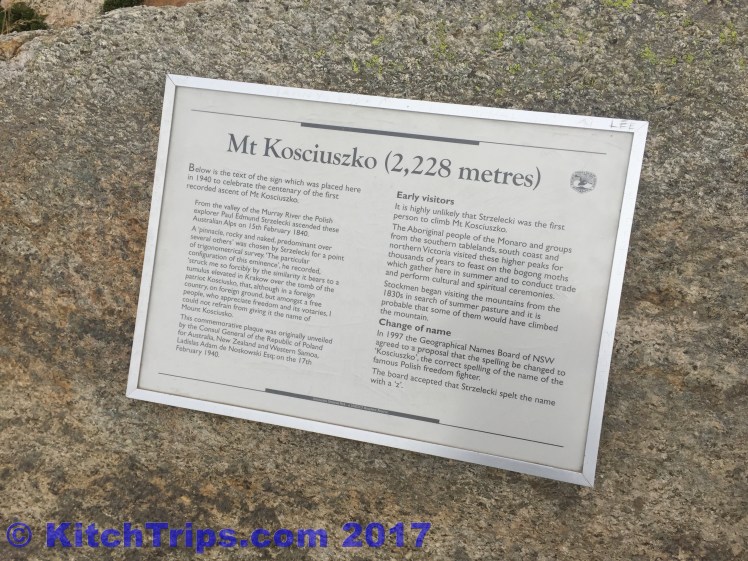 LEE
Mt Kosciuszko (2,228 metres)
Below is the text of the sign which was placed here
in 1940 to celebrate the centenary of the first
recorded ascent of Mt Kosciuszko.
From the valley of the Murray River the Polish
explorer Paul Edmund Strzelecki ascended these
Australian Alps on 15th February 1840.
A 'pinnacle, rocky and naked, predominant over
several others' was chosen by Strzelecki for a point
of trigonometrical survey. 'The particular
configuration of this eminence', he recorded,
'struck me so forcibly by the similarity it bears to a
tumulus elevated in Krakow over the tomb of the
patriot Kosciusko, that, although in a foreign
country, on foreign ground, but amongst a free
people, who appreciate freedom and its votaries, I
could not refrain from giving it the name of
Mount Kosciusko.
This commemorative plaque was originally unveiled
by the Consul General of the Republic of Poland
for Australia, New Zealand and Western Samoa,
Ladislas Adam de Noskowski Esq; on the 17th
February 1940.
Early visitors
It is highly unlikely that Strzelecki was the first
person to climb Mt Kosciuszko.
The Aboriginal people of the Monaro and groups
from the southern tablelands, south coast and
northern Victoria visited these higher peaks for
thousands of years to feast on the bogong moths
which gather here in summer and to conduct trade
and perform cultural and spiritual ceremonies.
Stockmen began visiting the mountains from the
1830s in search of summer pasture and it is
probable that some of them would have climbed
the mountain.
Change of name
In 1997 the Geographical Names Board of NSW
agreed to a proposal that the spelling be changed to
'Kosciuszko', the correct spelling of the name of the
famous Polish freedom fighter.
The board accepted that Strzelecki spelt the name
with a 'z'.
© KitchTrips.com 2017